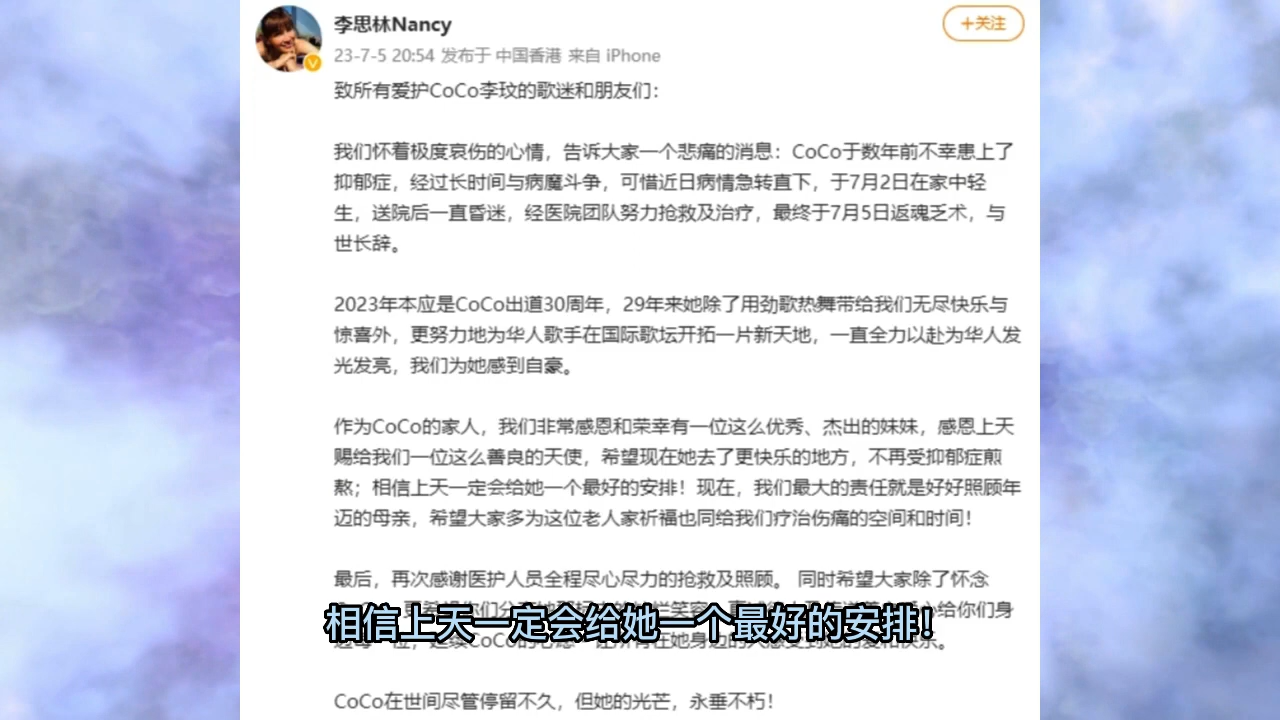 李思林Nancy
+关注
23-7-5 20:54 发布于 中国香港 来自 iPhone
致所有爱护CoCo李玟的歌迷和朋友们：
我们怀着极度哀伤的心情，告诉大家一个悲痛的消息：CoCo于数年前不幸患上了
抑郁症，经过长时间与病魔斗争，可惜近日病情急转直下，于7月2日在家中轻
生，送院后一直昏迷，经医院团队努力抢救及治疗，最终于7月5日返魂乏术，与
世长辞。
2023年本应是CoCo出道30周年，29年来她除了用劲歌热舞带给我们无尽快乐与
惊喜外，更努力地为华人歌手在国际歌坛开拓一片新天地，一直全力以赴为华人发
光发亮，我们为她感到自豪。
作为CoCo的家人，我们非常感恩和荣幸有一位这么优秀、杰出的妹妹，感恩上天
赐给我们一位这么善良的天使，希望现在她去了更快乐的地方，不再受抑郁症煎
熬；相信上天一定会给她一个最好的安排！现在，我们最大的责任就是好好照顾年
迈的母亲，希望大家多为这位老人家祈福也同给我们疗治伤痛的空间和时间！
最后，再次感谢医护人员全程尽心尽力的抢救及照顾。 同时希望大家除了怀念
给你们身
相信上天一定会给她一个最好的安排！
CoCo在世间尽管停留不久，但她的光芒，永垂不朽！